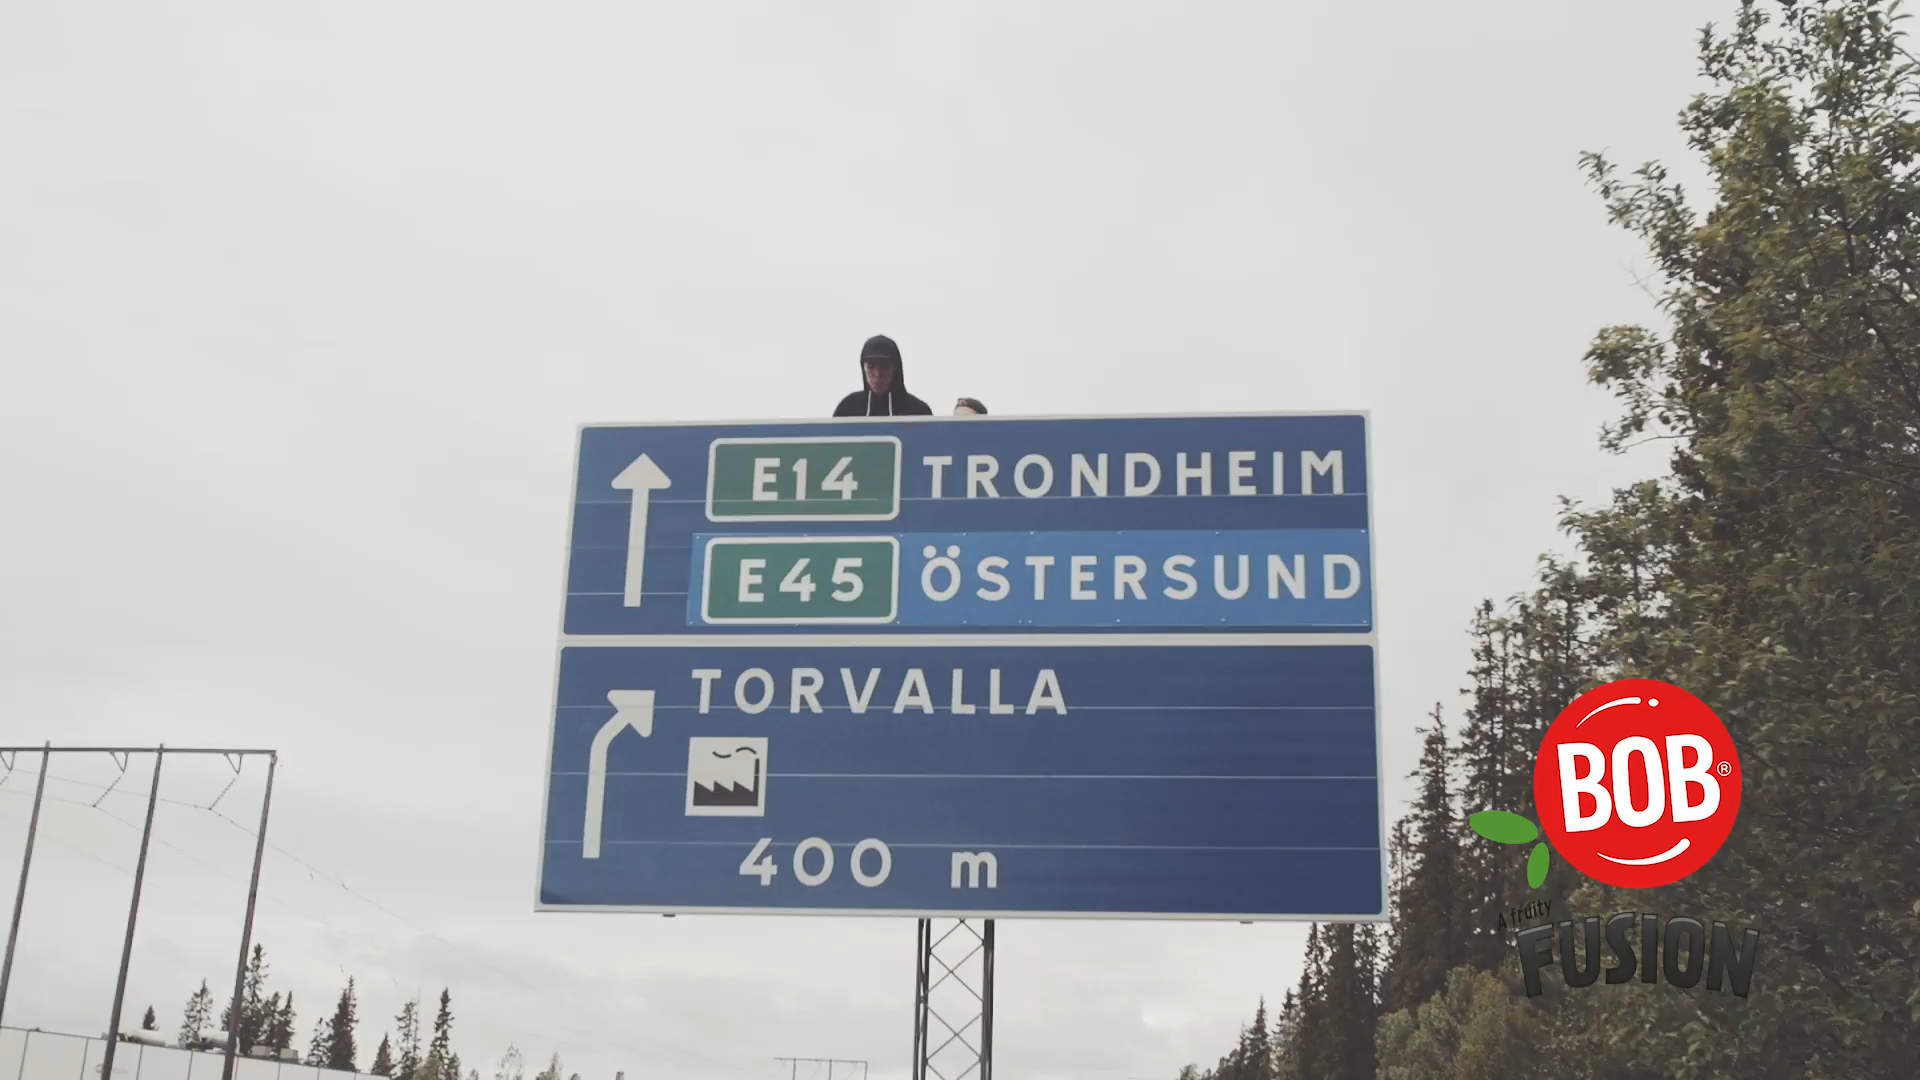 E14 TRONDHEIM
E45 ÖSTERSUND
TORVALLA
400 m
BOB®
A fruity
FUSION